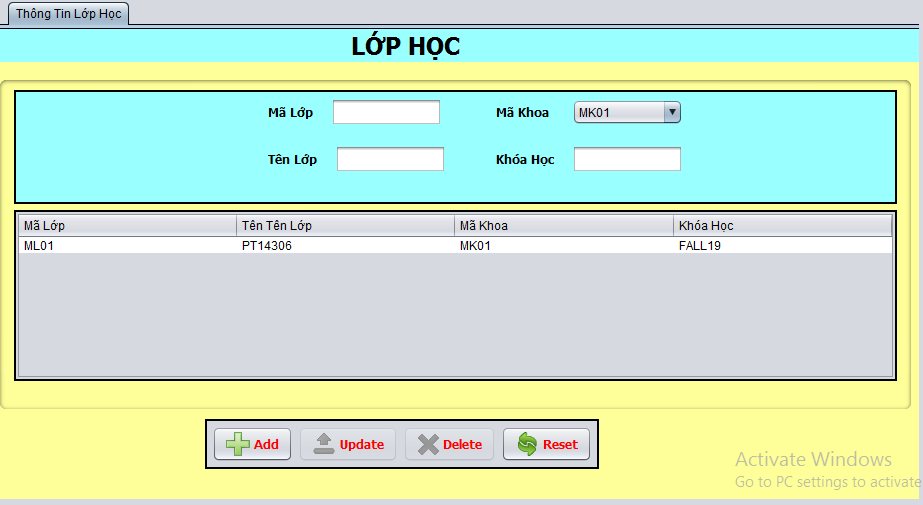 Thông Tin Lớp Học
LỚP HỌC
Mã Lớp
Mã Khoa
MK01
Tên Lớp
Khóa Học
Mã Lớp Tên Tên Lớp Mã Khoa Khóa Học
ML01 PT14306 MK01 FALL19
Add Update Delete Reset
Activate Windows
Go to PC settings to activate